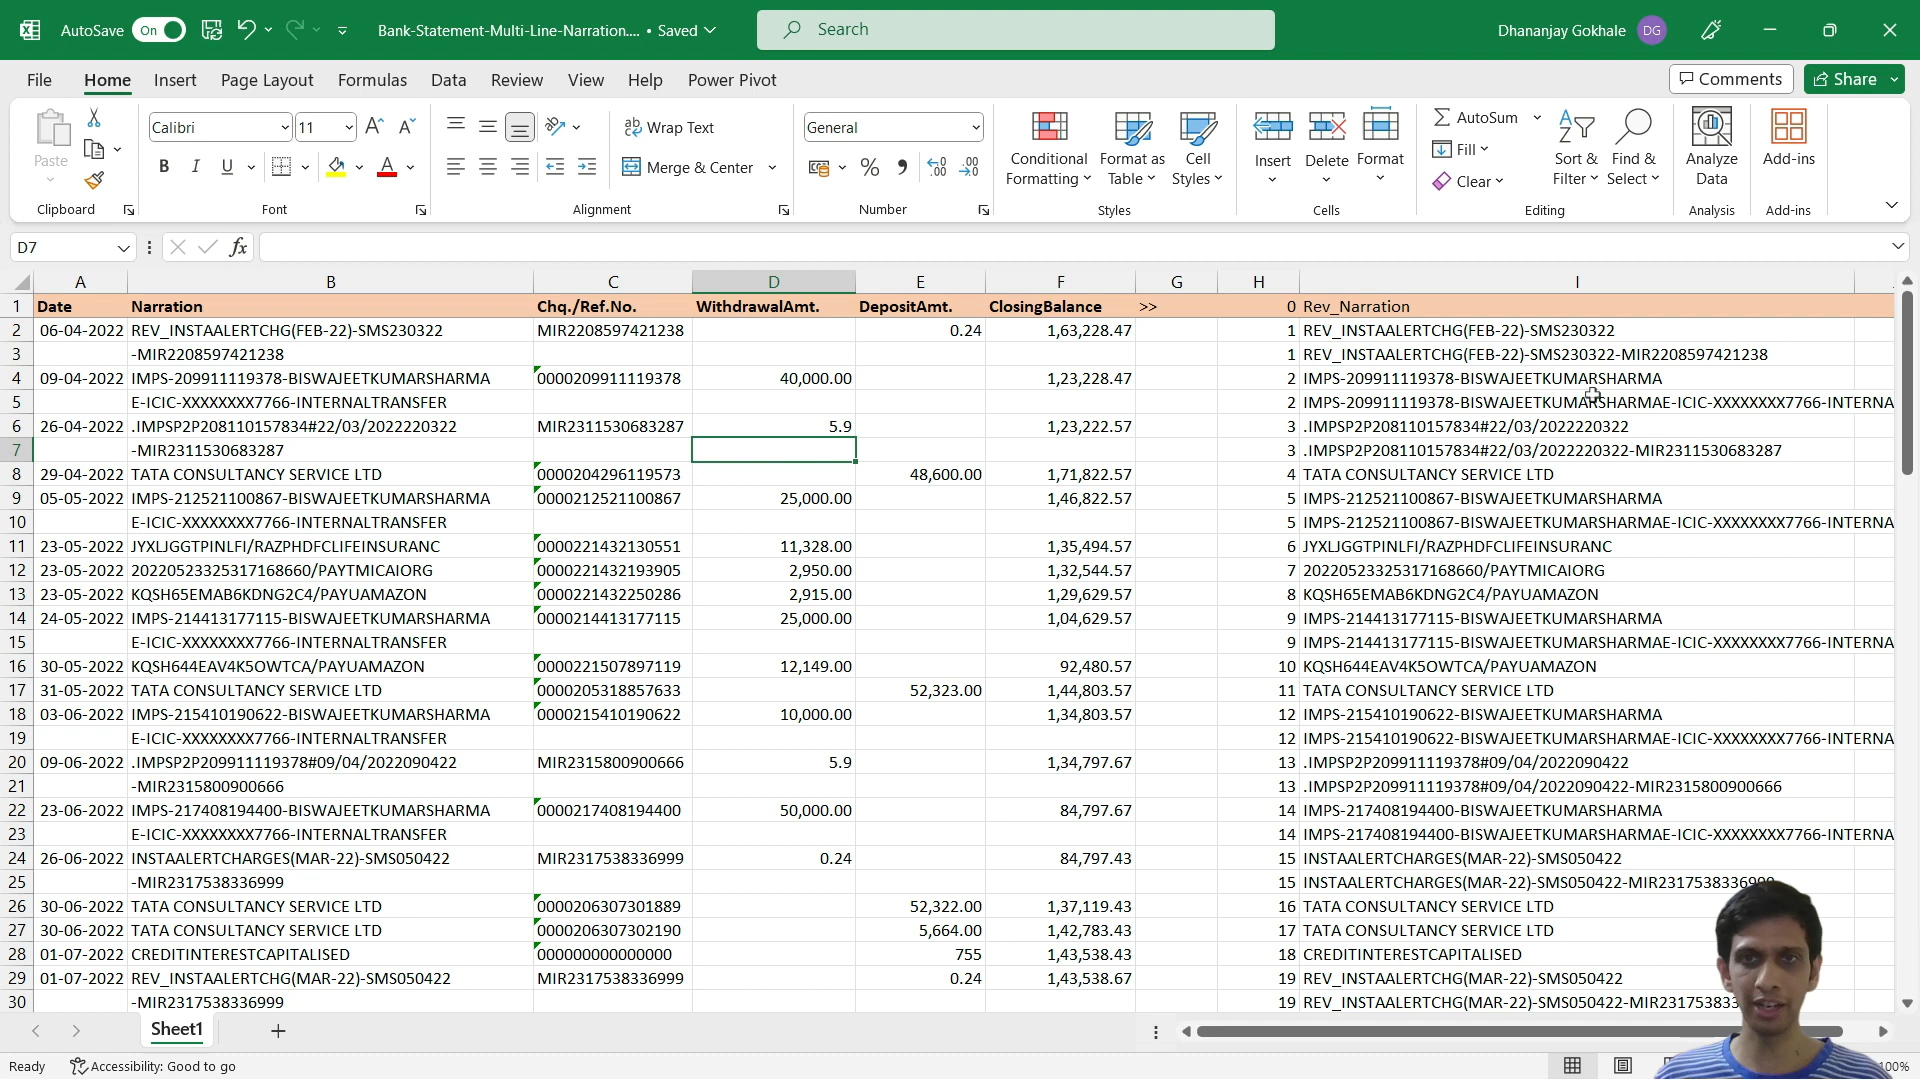 AutoSave On Bank-Statement-Multi-Line-Narration.... • Saved Search Dhananjay Gokhale DG
File Home Insert Page Layout Formulas Data Review View Help Power Pivot Comments Share
Paste Calibri 11 Wrap Text General Conditional Formatting Format as Table Cell Styles Insert Delete Format AutoSum Fill Clear Sort & Filter Find & Select Analyze Data Add-ins
B I U Merge & Center
Clipboard Font Alignment Number Styles Cells Editing Analysis Add-ins
D7 fx
A B C D E F G H I
1 Date Narration Chq./Ref.No. WithdrawalAmt. DepositAmt. ClosingBalance >> 0 Rev_Narration
2 06-04-2022 REV_INSTAALERTCHG(FEB-22)-SMS230322 MIR2208597421238 0.24 1,63,228.47 1 REV_INSTAALERTCHG(FEB-22)-SMS230322
3 -MIR2208597421238 1 REV_INSTAALERTCHG(FEB-22)-SMS230322-MIR2208597421238
4 09-04-2022 IMPS-209911119378-BISWAJEETKUMARSHARMA 0000209911119378 40,000.00 1,23,228.47 2 IMPS-209911119378-BISWAJEETKUMARSHARMA
5 E-ICIC-XXXXXXXX7766-INTERNALTRANSFER 2 IMPS-209911119378-BISWAJEETKUMARSHARMAE-ICIC-XXXXXXXX7766-INTERNA
6 26-04-2022 .IMPSP2P208110157834#22/03/2022220322 MIR2311530683287 5.9 1,23,222.57 3 .IMPSP2P208110157834#22/03/2022220322
7 -MIR2311530683287 3 .IMPSP2P208110157834#22/03/2022220322-MIR2311530683287
8 29-04-2022 TATA CONSULTANCY SERVICE LTD 0000204296119573 48,600.00 1,71,822.57 4 TATA CONSULTANCY SERVICE LTD
9 05-05-2022 IMPS-212521100867-BISWAJEETKUMARSHARMA 0000212521100867 25,000.00 1,46,822.57 5 IMPS-212521100867-BISWAJEETKUMARSHARMA
10 E-ICIC-XXXXXXXX7766-INTERNALTRANSFER 5 IMPS-212521100867-BISWAJEETKUMARSHARMAE-ICIC-XXXXXXXX7766-INTERNA
11 23-05-2022 JYXLJGGTPINLFI/RAZPHDFCLIFEINSURANC 0000221432130551 11,328.00 1,35,494.57 6 JYXLJGGTPINLFI/RAZPHDFCLIFEINSURANC
12 23-05-2022 20220523325317168660/PAYTMICAIORG 0000221432193905 2,950.00 1,32,544.57 7 20220523325317168660/PAYTMICAIORG
13 23-05-2022 KQSH65EMAB6KDNG2C4/PAYUAMAZON 0000221432250286 2,915.00 1,29,629.57 8 KQSH65EMAB6KDNG2C4/PAYUAMAZON
14 24-05-2022 IMPS-214413177115-BISWAJEETKUMARSHARMA 0000214413177115 25,000.00 1,04,629.57 9 IMPS-214413177115-BISWAJEETKUMARSHARMA
15 E-ICIC-XXXXXXXX7766-INTERNALTRANSFER 9 IMPS-214413177115-BISWAJEETKUMARSHARMAE-ICIC-XXXXXXXX7766-INTERNA
16 30-05-2022 KQSH644EAV4K5OWTCA/PAYUAMAZON 0000221507897119 12,149.00 92,480.57 10 KQSH644EAV4K5OWTCA/PAYUAMAZON
17 31-05-2022 TATA CONSULTANCY SERVICE LTD 0000205318857633 52,323.00 1,44,803.57 11 TATA CONSULTANCY SERVICE LTD
18 03-06-2022 IMPS-215410190622-BISWAJEETKUMARSHARMA 0000215410190622 10,000.00 1,34,803.57 12 IMPS-215410190622-BISWAJEETKUMARSHARMA
19 E-ICIC-XXXXXXXX7766-INTERNALTRANSFER 12 IMPS-215410190622-BISWAJEETKUMARSHARMAE-ICIC-XXXXXXXX7766-INTERNA
20 09-06-2022 .IMPSP2P209911119378#09/04/2022090422 MIR2315800900666 5.9 1,34,797.67 13 .IMPSP2P209911119378#09/04/2022090422
21 -MIR2315800900666 13 .IMPSP2P209911119378#09/04/2022090422-MIR2315800900666
22 23-06-2022 IMPS-217408194400-BISWAJEETKUMARSHARMA 0000217408194400 50,000.00 84,797.67 14 IMPS-217408194400-BISWAJEETKUMARSHARMA
23 E-ICIC-XXXXXXXX7766-INTERNALTRANSFER 14 IMPS-217408194400-BISWAJEETKUMARSHARMAE-ICIC-XXXXXXXX7766-INTERNA
24 26-06-2022 INSTAALERTCHARGES(MAR-22)-SMS050422 MIR2317538336999 0.24 84,797.43 15 INSTAALERTCHARGES(MAR-22)-SMS050422
25 -MIR2317538336999 15 INSTAALERTCHARGES(MAR-22)-SMS050422-MIR2317538336999
26 30-06-2022 TATA CONSULTANCY SERVICE LTD 0000206307301889 52,322.00 1,37,119.43 16 TATA CONSULTANCY SERVICE LTD
27 30-06-2022 TATA CONSULTANCY SERVICE LTD 0000206307302190 5,664.00 1,42,783.43 17 TATA CONSULTANCY SERVICE LTD
28 01-07-2022 CREDITINTERESTCAPITALISED 000000000000000 755 1,43,538.43 18 CREDITINTERESTCAPITALISED
29 01-07-2022 REV_INSTAALERTCHG(MAR-22)-SMS050422 MIR2317538336999 0.24 1,43,538.67 19 REV_INSTAALERTCHG(MAR-22)-SMS050422
30 -MIR2317538336999 19 REV_INSTAALERTCHG(MAR-22)-SMS050422-MIR23175383
Sheet1
Ready Accessibility: Good to go 100%